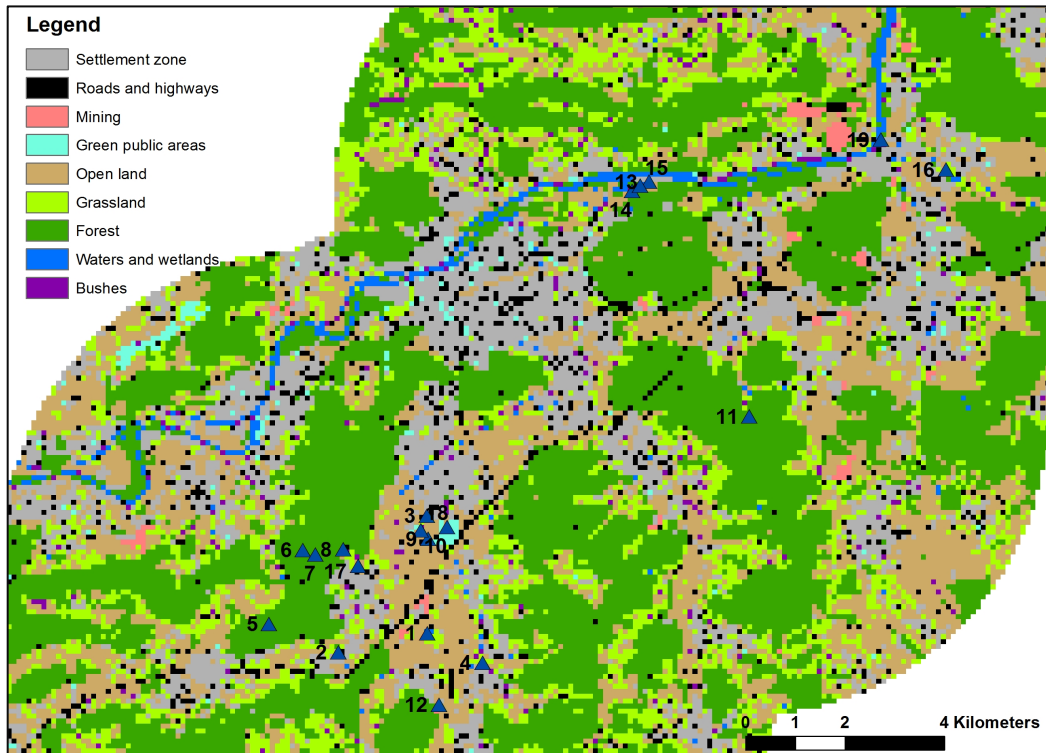 Legend
Settlement zone
Roads and highways
Mining
Green public areas
Open land
Grassland
Forest
Waters and wetlands
Bushes
19
16
15
13
14
11
3 18
9 10
6 7 8 17
5
1
2
4
12
0 1 2 4 Kilometers